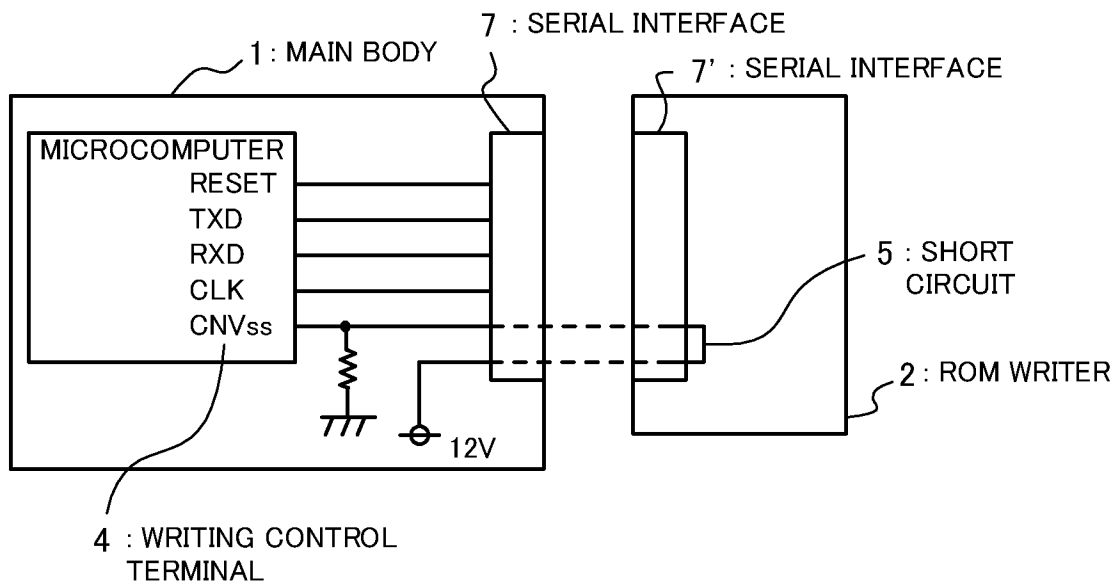 7 : SERIAL INTERFACE
1 : MAIN BODY
7' : SERIAL INTERFACE
MICROCOMPUTER
RESET
TXD
RXD
CLK
CNVss
5 : SHORT
CIRCUIT
2 : ROM WRITER
12V
4 : WRITING CONTROL
TERMINAL